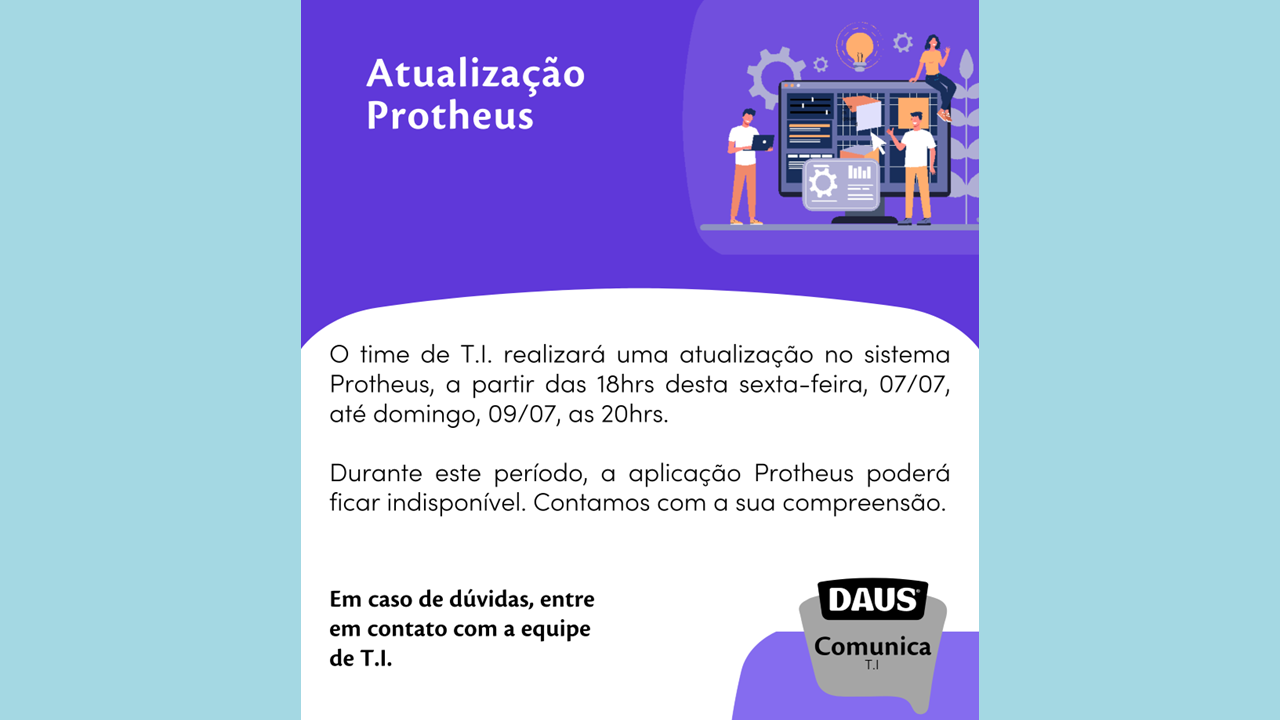 Atualização
Protheus
O time de T.I. realizará uma atualização no sistema
Protheus, a partir das 18hrs desta sexta-feira, 07/07,
até domingo, 09/07, as 20hrs.
Durante este período, a aplicação Protheus poderá
ficar indisponível. Contamos com a sua compreensão.
Em caso de dúvidas, entre
em contato com a equipe
de T.I.
DAUS®
Comunica
T.I